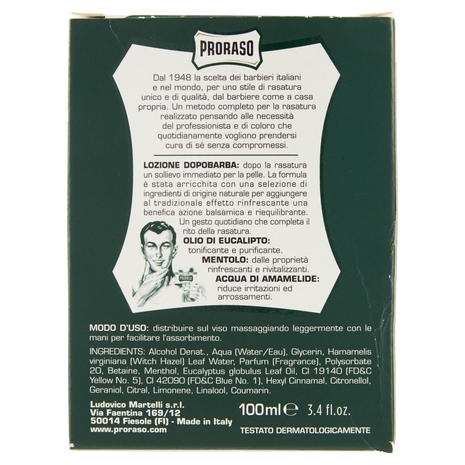 PRORASO
Dal 1948 la scelta dei barbieri italiani
e nel mondo, per uno stile di rasatura
unico e di qualità, dal barbiere come a casa
propria. Un metodo completo per la rasatura
realizzato pensando alle necessità
del professionista e di coloro che
quotidianamente vogliono prendersi
cura di sé senza compromessi.
LOZIONE DOPOBARBA: dopo la rasatura
un sollievo immediato per la pelle. La formula
è stata arricchita con una selezione di
ingredienti di origine naturale per aggiungere
al tradizionale effetto rinfrescante una
benefica azione balsamica e riequilibrante.
Un gesto quotidiano che completa il
rito della rasatura.
OLIO DI EUCALIPTO:
tonificante e purificante.
MENTOLO: dalle proprietà
rinfrescanti e rivitalizzanti.
ACQUA DI AMAMELIDE:
riduce irritazioni ed
arrossamenti.
MODO D'USO: distribuire sul viso massaggiando leggermente con le
mani per facilitare l'assorbimento.
INGREDIENTS: Alcohol Denat., Aqua (Water/Eau), Glycerin, Hamamelis
virginiana (Witch Hazel) Leaf Water, Parfum (Fragrance), Polysorbate
20, Betaine, Menthol, Eucalyptus globulus Leaf Oil, CI 19140 (FD&C
Yellow No. 5), CI 42090 (FD&C Blue No. 1), Hexyl Cinnamal, Citronellol,
Geraniol, Citral, Limonene, Linalool, Coumarin.
Ludovico Martelli s.r.l.
Via Faentina 169/12
50014 Fiesole (FI) - Made in Italy
www.proraso.com
100ml e 3.4 fl.oz.
TESTATO DERMATOLOGICAMENTE